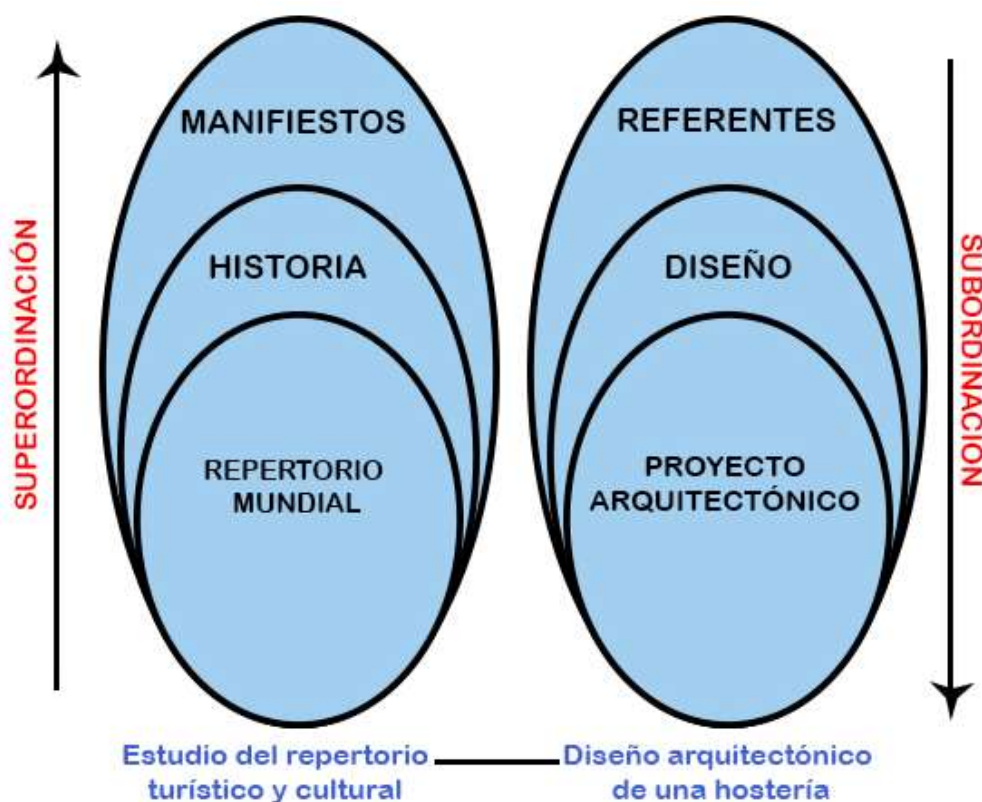 SUPERORDINACIÓN
MANIFIESTOS
HISTORIA
REPERTORIO
MUNDIAL
REFERENTES
DISEÑO
PROYECTO
ARQUITECTÓNICO
SUBORDINACION
Estudio del repertorio
turístico y cultural
Diseño arquitectónico
de una hostería